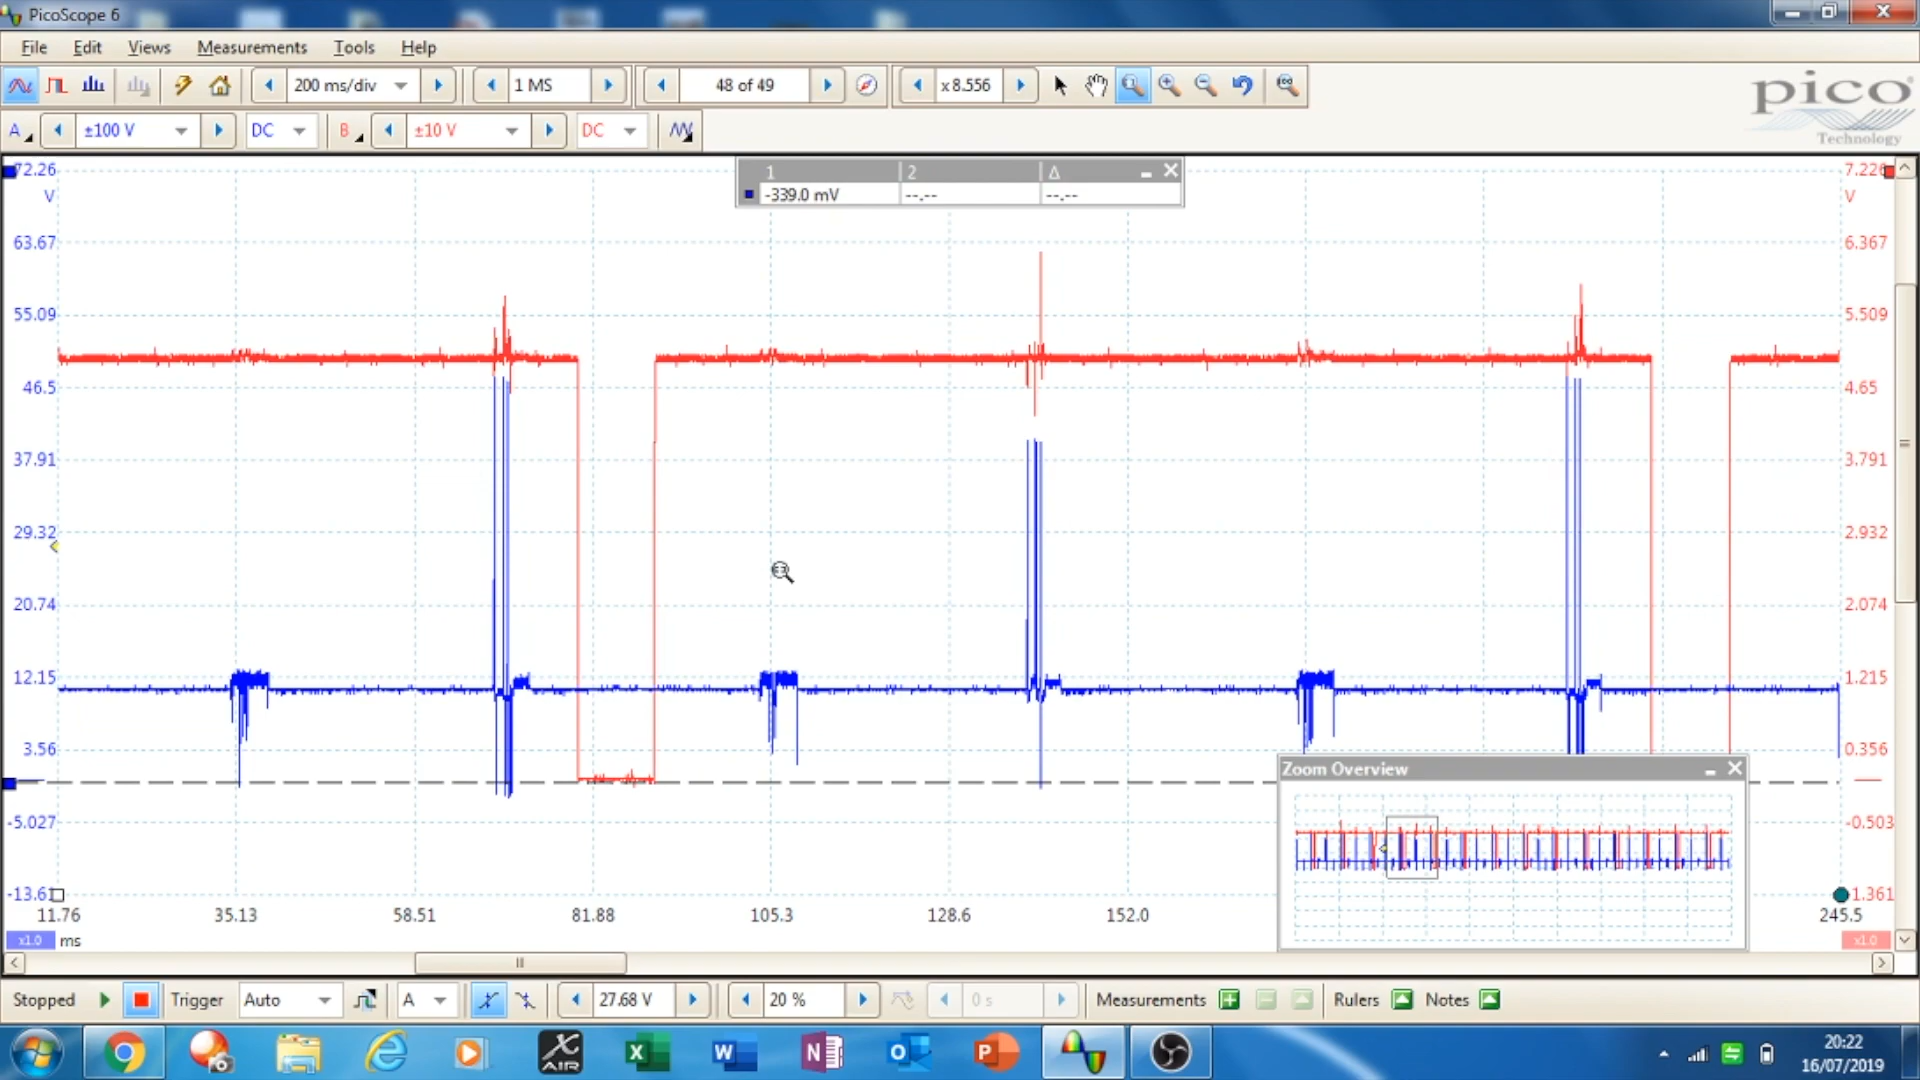 PicoScope 6
File Edit Views Measurements Tools Help
200 ms/div 1 MS 48 of 49 x8.556
pico
Technology
A ±100 V DC B ±10 V DC
1 2 Δ
-339.0 mV --.-- --.--
72.26 7.226
V V
63.67 6.367
55.09 5.509
46.5 4.65
37.91 3.791
29.32 2.932
20.74 2.074
12.15 1.215
3.56 0.356
Zoom Overview
-5.027 -0.503
-13.61 1.361
11.76 35.13 58.51 81.88 105.3 128.6 152.0 245.5
x1.0 ms x1.0
Stopped Trigger Auto A 27.68 V 20 % 0 s Measurements Rulers Notes
X AIR X W N O P
20:22
16/07/2019